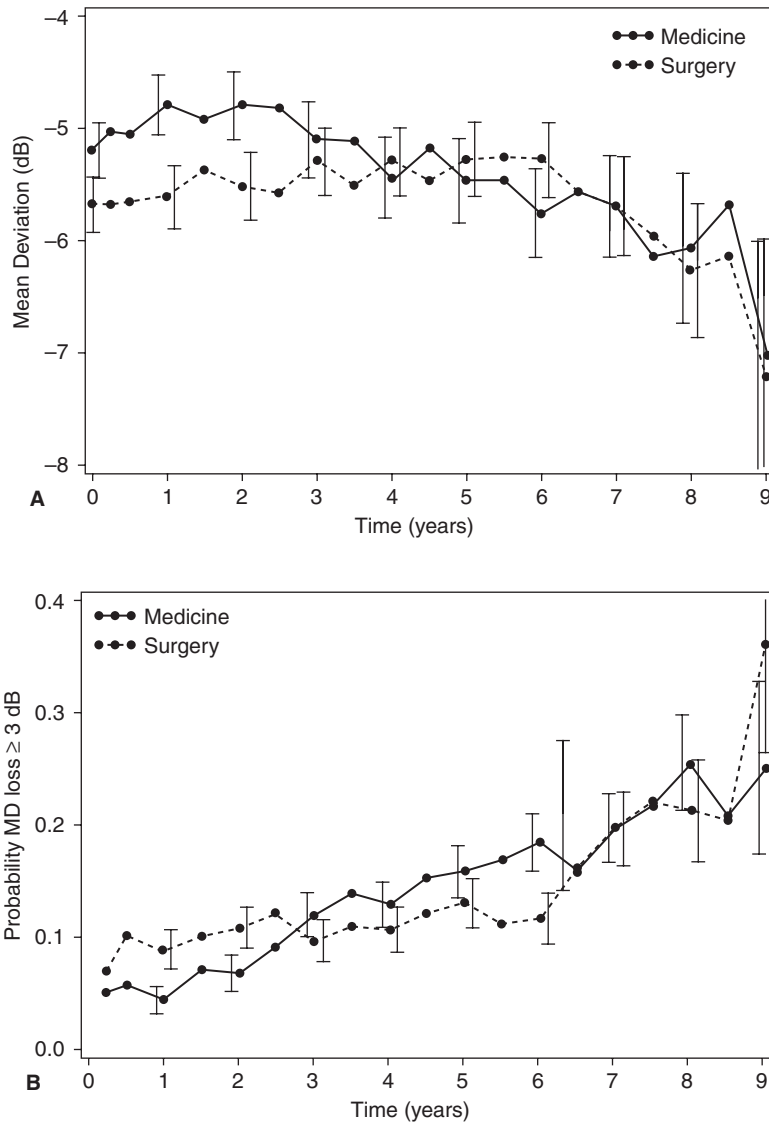 −4
−5
−6
−7
−8
Mean Deviation (dB)
Medicine
Surgery
0 1 2 3 4 5 6 7 8 9
A
Time (years)
0.4
0.3
0.2
0.1
0.0
Probability MD loss ≥ 3 dB
Medicine
Surgery
0 1 2 3 4 5 6 7 8 9
B
Time (years)